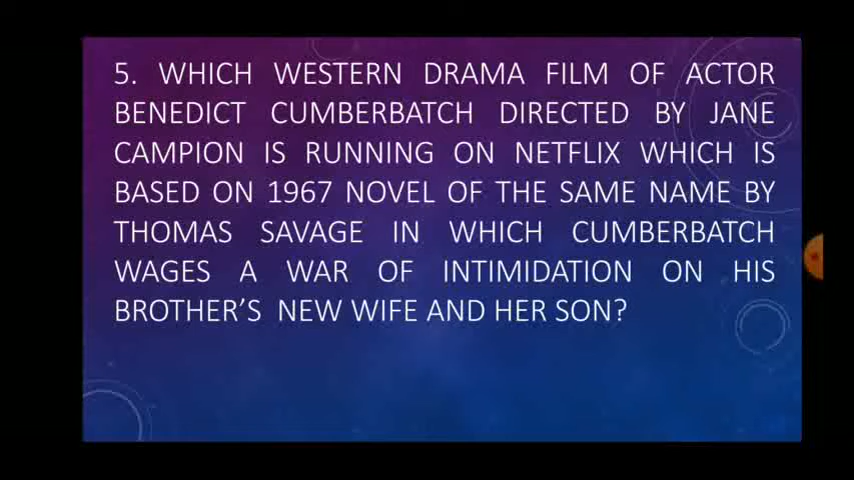 5. WHICH WESTERN DRAMA FILM OF ACTOR
BENEDICT CUMBERBATCH DIRECTED BY JANE
CAMPION IS RUNNING ON NETFLIX WHICH IS
BASED ON 1967 NOVEL OF THE SAME NAME BY
THOMAS SAVAGE IN WHICH CUMBERBATCH
WAGES A WAR OF INTIMIDATION ON HIS
BROTHER'S NEW WIFE AND HER SON?